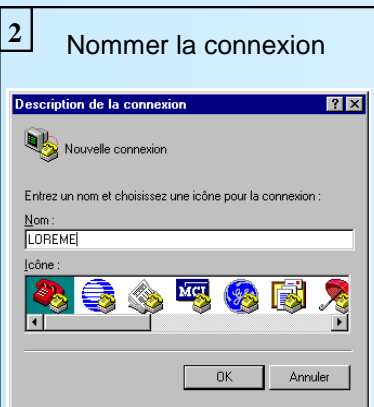 2
Nommer la connexion
Description de la connexion
Nouvelle connexion
Entrez un nom et choisissez une icône pour la connexion :
Nom :
LOREME
Icône :
MCI
OK
Annuler